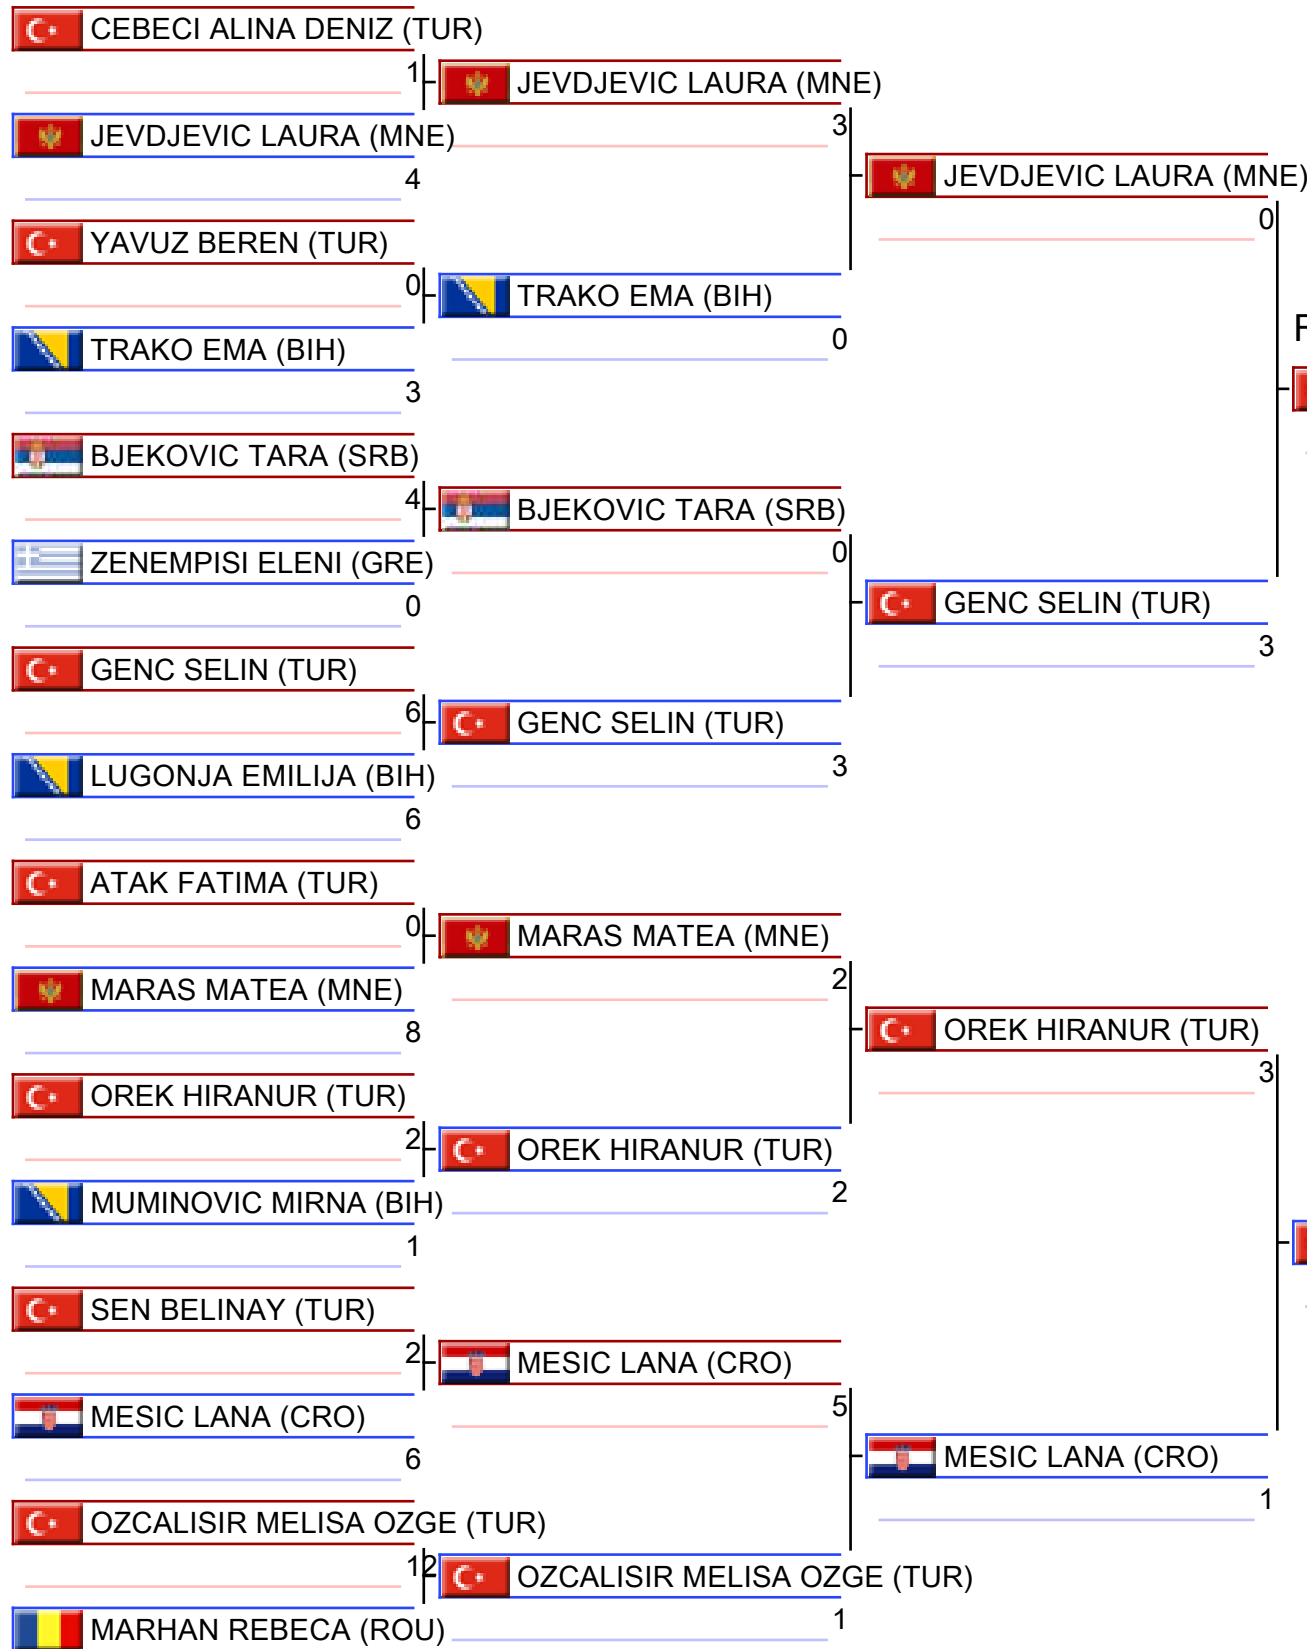 CEBECI ALINA DENIZ (TUR)
1
JEVDJEVIC LAURA (MNE)
4
YAVUZ BEREN (TUR)
0
TRAKO EMA (BIH)
3
BJEKOVIC TARA (SRB)
4
ZENEMPISI ELENI (GRE)
0
GENC SELIN (TUR)
6
LUGONJA EMILIJA (BIH)
6
ATAK FATIMA (TUR)
0
MARAS MATEA (MNE)
8
OREK HIRANUR (TUR)
2
MUMINOVIC MIRNA (BIH)
1
SEN BELINAY (TUR)
2
MESIC LANA (CRO)
6
OZCALISIR MELISA OZGE (TUR)
12
MARHAN REBECA (ROU)
JEVDJEVIC LAURA (MNE)
3
TRAKO EMA (BIH)
0
BJEKOVIC TARA (SRB)
0
GENC SELIN (TUR)
3
MARAS MATEA (MNE)
2
OREK HIRANUR (TUR)
2
MESIC LANA (CRO)
5
OZCALISIR MELISA OZGE (TUR)
1
JEVDJEVIC LAURA (MNE)
0
GENC SELIN (TUR)
3
OREK HIRANUR (TUR)
3
MESIC LANA (CRO)
1